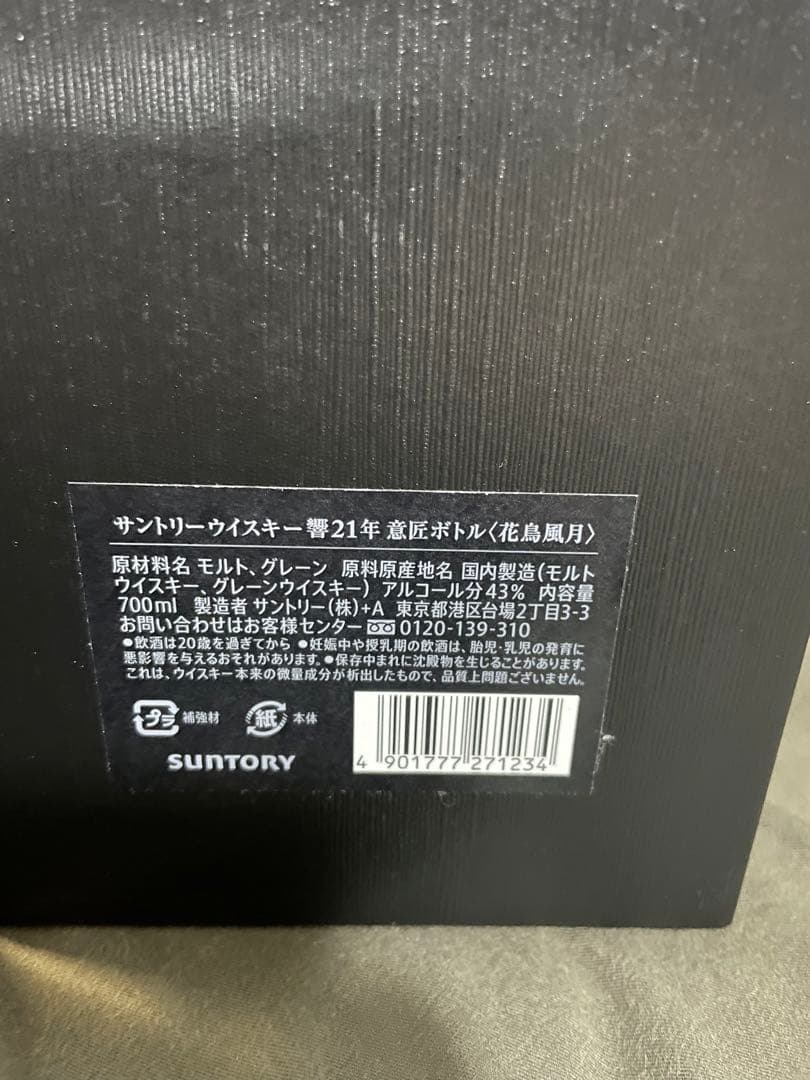 サントリーウイスキー 響21年 意匠ボトル〈花鳥風月〉
原材料名 モルト、グレーン 原料原産地名 国内製造(モルト
ウイスキー、グレーンウイスキー) アルコール分43% 内容量
700ml 製造者 サントリー(株)+A 東京都港区台場2丁目3-3
お問い合わせはお客様センター 0120-139-310
●飲酒は20歳を過ぎてから ●妊娠中や授乳期の飲酒は、胎児・乳児の発育に
悪影響を与えるおそれがあります。●保存中まれに沈殿物を生じることがあります。
これは、ウイスキー本来の微量成分が析出したもので、品質上問題ございません。
プラ 補強材 紙 本体
SUNTORY
4 901777 271234